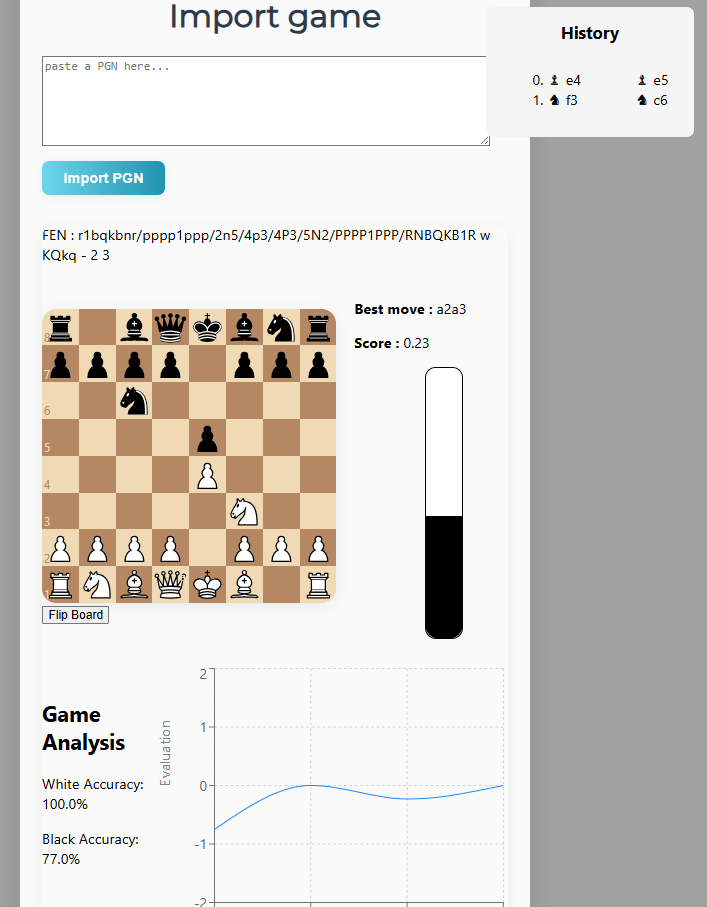 Import game
paste a PGN here...
Import PGN
History
0. ♟ e4 ♟ e5
1. ♞ f3 ♞ c6
FEN : r1bqkbnr/pppp1ppp/2n5/4p3/4P3/5N2/PPPP1PPP/RNBQKB1R w
KQkq - 2 3
Best move : a2a3
Score : 0.23
8
7
6
5
4
3
2
1
Flip Board
Game
Analysis
White Accuracy:
100.0%
Black Accuracy:
77.0%
Evaluation
2
1
0
-1
-2